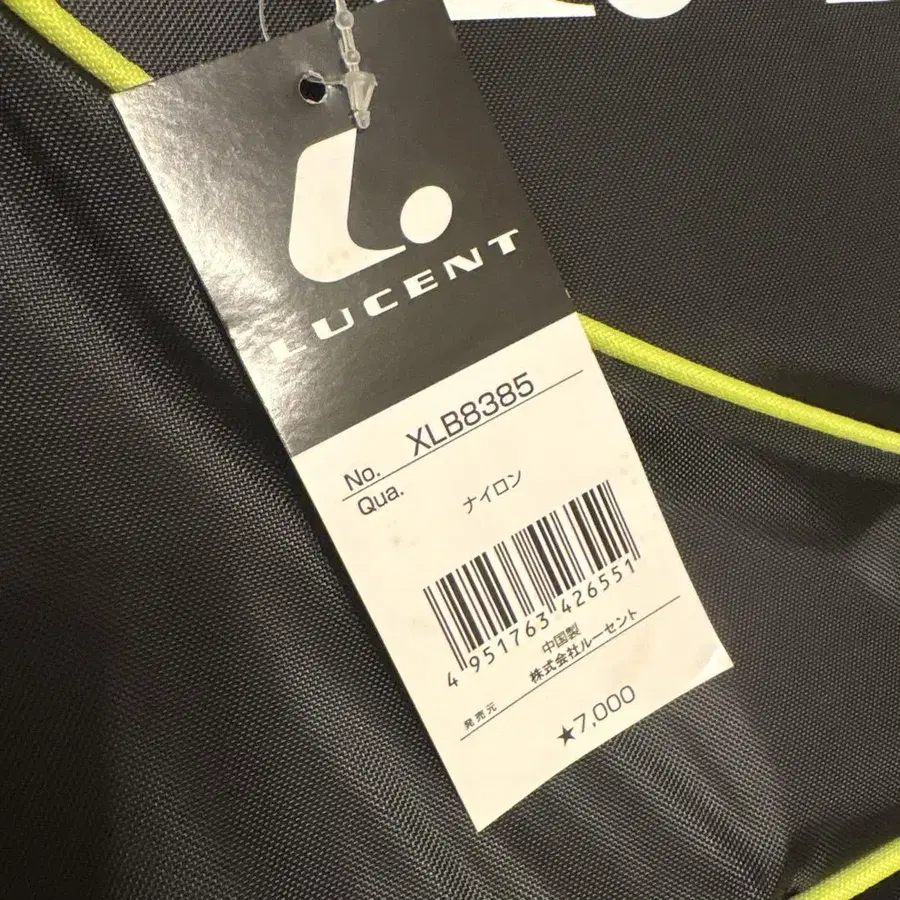 LUCENT
No. XLB8385
Qua. ナイロン
4 951763 426551
中国製
発売元 株式会社ルーセント
★7,000